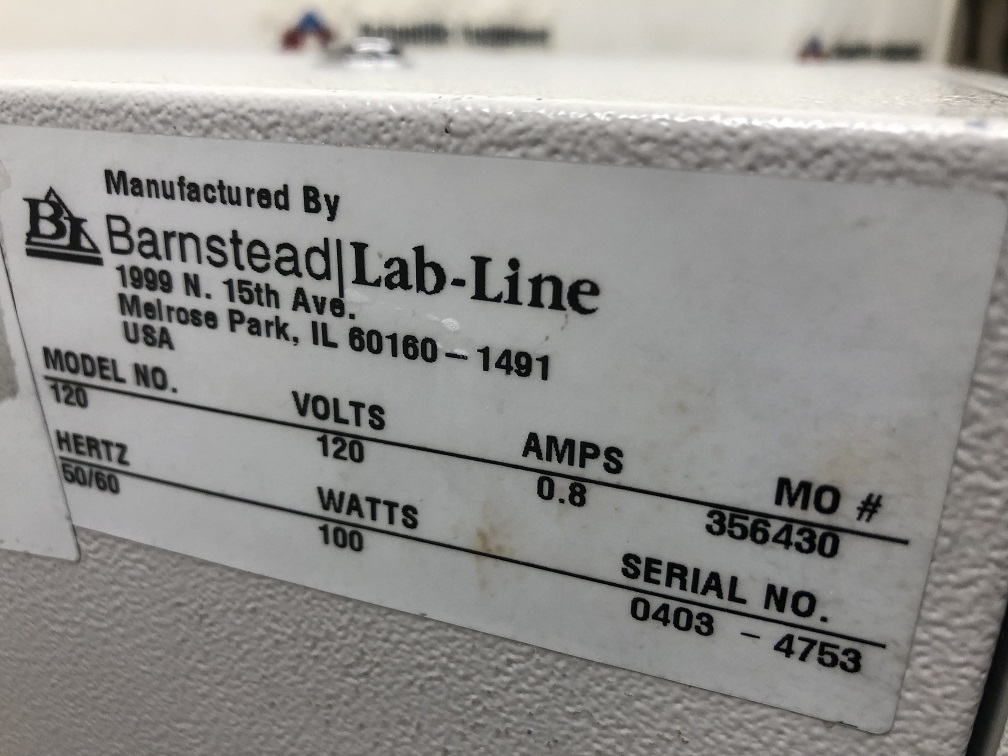 Manufactured By
BL Barnstead|Lab-Line
1999 N. 15th Ave.
Melrose Park, IL 60160-1491
USA
MODEL NO. VOLTS AMPS MO #
120 120 0.8 356430
HERTZ WATTS SERIAL NO.
50/60 100 0403 - 4753